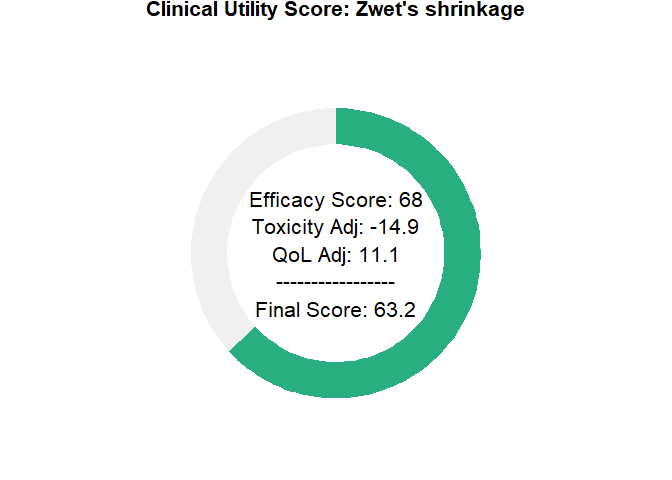 Clinical Utility Score: Zwet's shrinkage
Efficacy Score: 68
Toxicity Adj: -14.9
QoL Adj: 11.1
-----------------
Final Score: 63.2